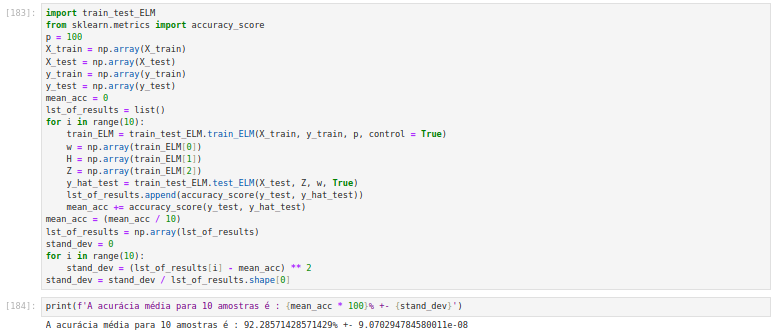 [183]:
import train_test_ELM
from sklearn.metrics import accuracy_score
p = 100
X_train = np.array(X_train)
X_test = np.array(X_test)
y_train = np.array(y_train)
y_test = np.array(y_test)
mean_acc = 0
lst_of_results = list()
for i in range(10):
    train_ELM = train_test_ELM.train_ELM(X_train, y_train, p, control = True)
    w = np.array(train_ELM[0])
    H = np.array(train_ELM[1])
    Z = np.array(train_ELM[2])
    y_hat_test = train_test_ELM.test_ELM(X_test, Z, w, True)
    lst_of_results.append(accuracy_score(y_test, y_hat_test))
    mean_acc += accuracy_score(y_test, y_hat_test)
mean_acc = (mean_acc / 10)
lst_of_results = np.array(lst_of_results)
stand_dev = 0
for i in range(10):
    stand_dev = (lst_of_results[i] - mean_acc) ** 2
stand_dev = stand_dev / lst_of_results.shape[0]
[184]:
print(f'A acurácia média para 10 amostras é : {mean_acc * 100}% +- {stand_dev}')
A acurácia média para 10 amostras é : 92.28571428571429% +- 9.070294784580011e-08